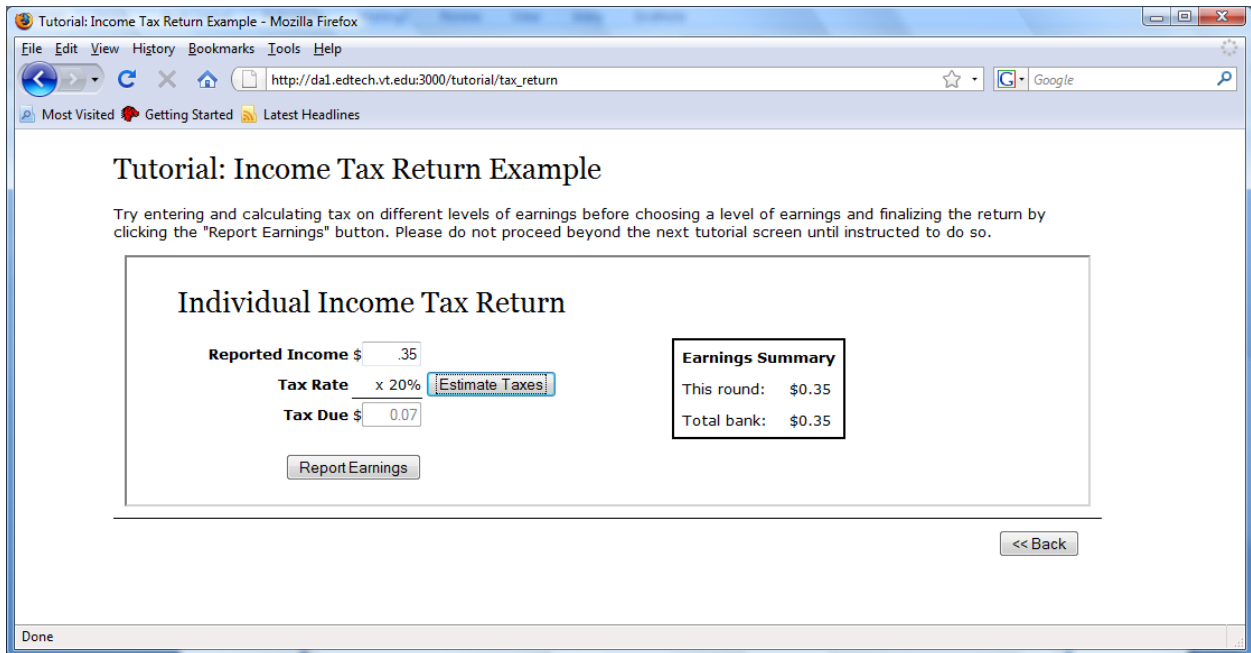 Tutorial: Income Tax Return Example - Mozilla Firefox
File Edit View History Bookmarks Tools Help
http://da1.edtech.vt.edu:3000/tutorial/tax_return
G Google
Most Visited Getting Started Latest Headlines
Tutorial: Income Tax Return Example
Try entering and calculating tax on different levels of earnings before choosing a level of earnings and finalizing the return by
clicking the "Report Earnings" button. Please do not proceed beyond the next tutorial screen until instructed to do so.
Individual Income Tax Return
Reported Income $ .35
Tax Rate x 20% Estimate Taxes
Tax Due $ 0.07
Report Earnings
Earnings Summary
This round: $0.35
Total bank: $0.35
<< Back
Done